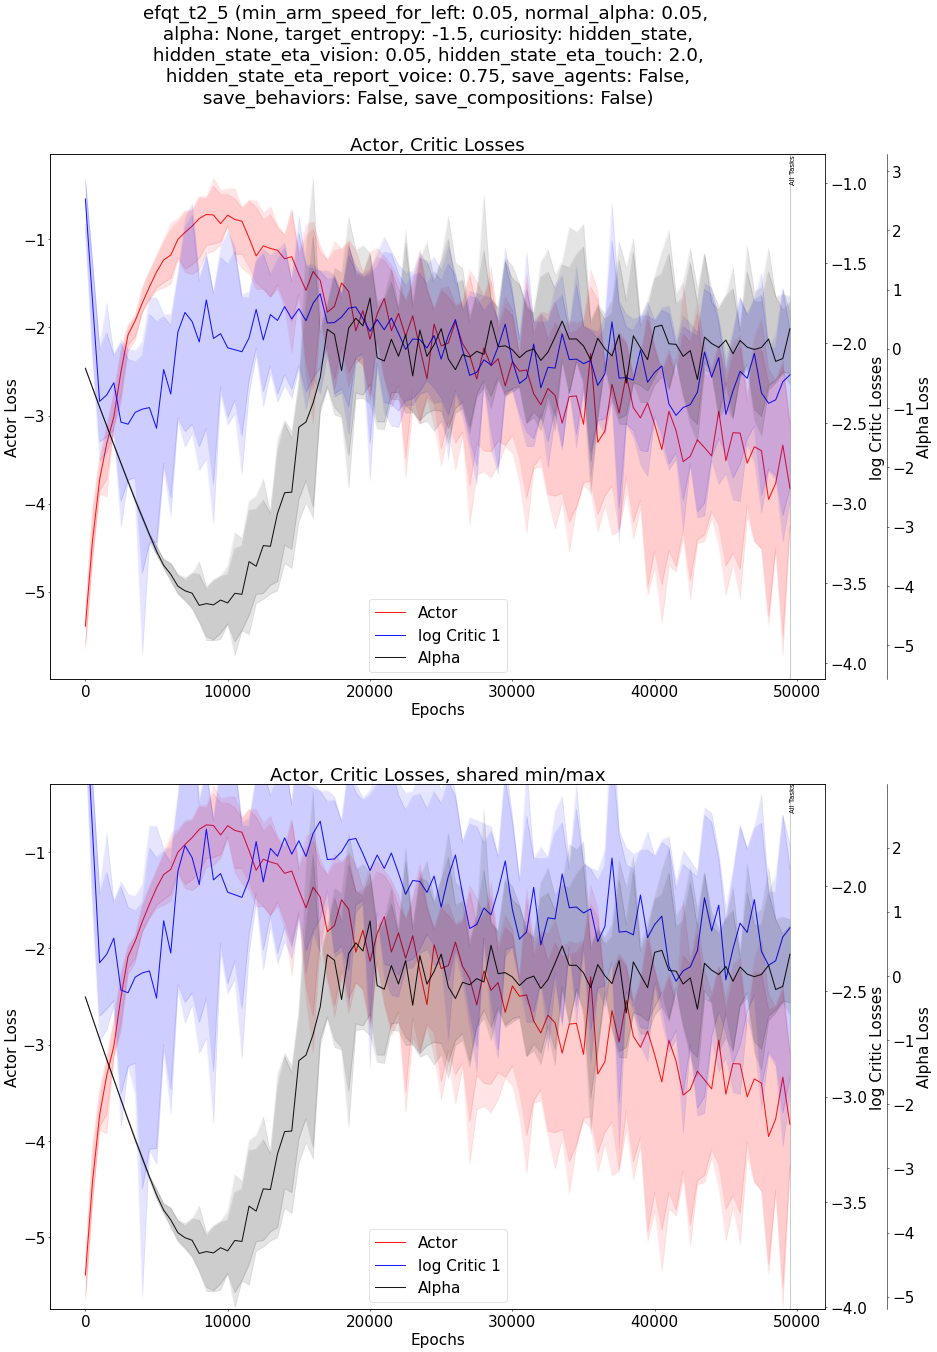 efqt_t2_5 (min_arm_speed_for_left: 0.05, normal_alpha: 0.05,
alpha: None, target_entropy: -1.5, curiosity: hidden_state,
hidden_state_eta_vision: 0.05, hidden_state_eta_touch: 2.0,
hidden_state_eta_report_voice: 0.75, save_agents: False,
save_behaviors: False, save_compositions: False)
Actor, Critic Losses
All Tasks
Actor Loss
−1
−2
−3
−4
−5
−1.0
−1.5
−2.0
−2.5
−3.0
−3.5
−4.0
log Critic Losses
3
2
1
0
−1
−2
−3
−4
−5
Alpha Loss
Actor
log Critic 1
Alpha
0
10000
20000
30000
40000
50000
Epochs
Actor, Critic Losses, shared min/max
All Tasks
Actor Loss
−1
−2
−3
−4
−5
−2.0
−2.5
−3.0
−3.5
−4.0
log Critic Losses
2
1
0
−1
−2
−3
−4
−5
Alpha Loss
Actor
log Critic 1
Alpha
0
10000
20000
30000
40000
50000
Epochs